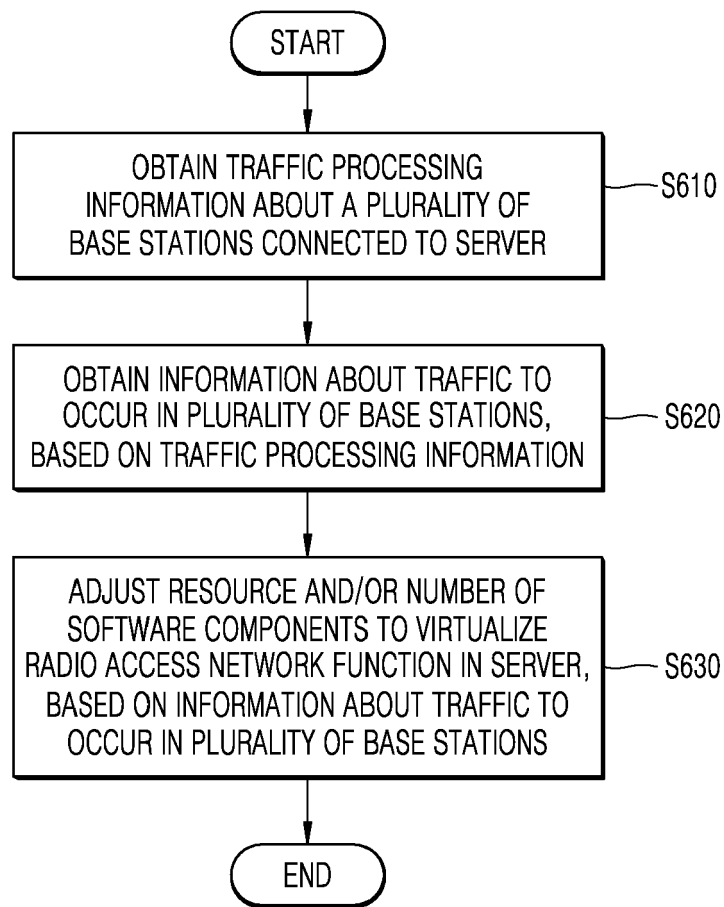 START
OBTAIN TRAFFIC PROCESSING
INFORMATION ABOUT A PLURALITY OF
BASE STATIONS CONNECTED TO SERVER
S610
OBTAIN INFORMATION ABOUT TRAFFIC TO
OCCUR IN PLURALITY OF BASE STATIONS,
BASED ON TRAFFIC PROCESSING INFORMATION
S620
ADJUST RESOURCE AND/OR NUMBER OF
SOFTWARE COMPONENTS TO VIRTUALIZE
RADIO ACCESS NETWORK FUNCTION IN SERVER,
BASED ON INFORMATION ABOUT TRAFFIC TO
OCCUR IN PLURALITY OF BASE STATIONS
S630
END